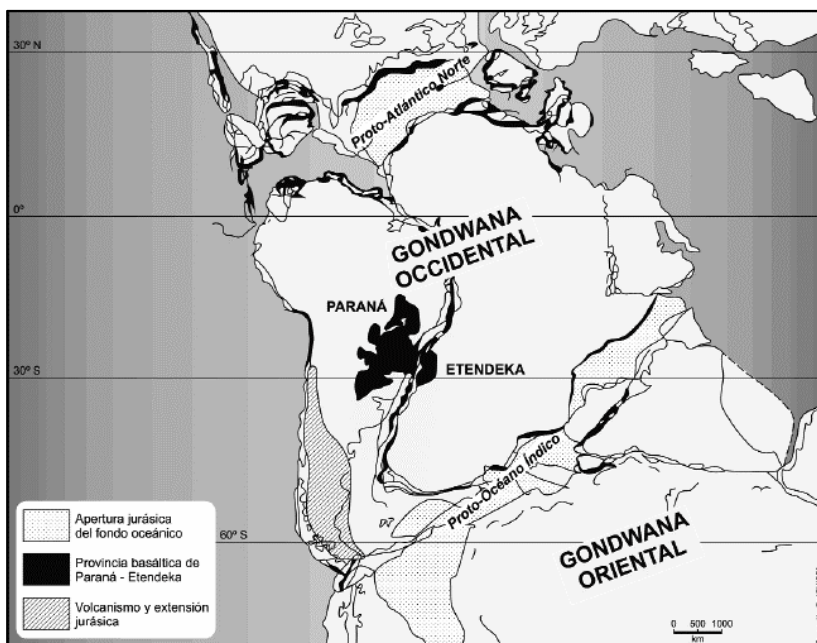 30º N
Proto-Atlántico Norte
0º
GONDWANA
OCCIDENTAL
PARANÁ
ETENDEKA
30º S
Proto-Océano Índico
Apertura jurásica
del fondo oceánico
60º S
Provincia basáltica de
Paraná - Etendeka
GONDWANA
ORIENTAL
Volcanismo y extensión
jurásica
0 500 1000
km